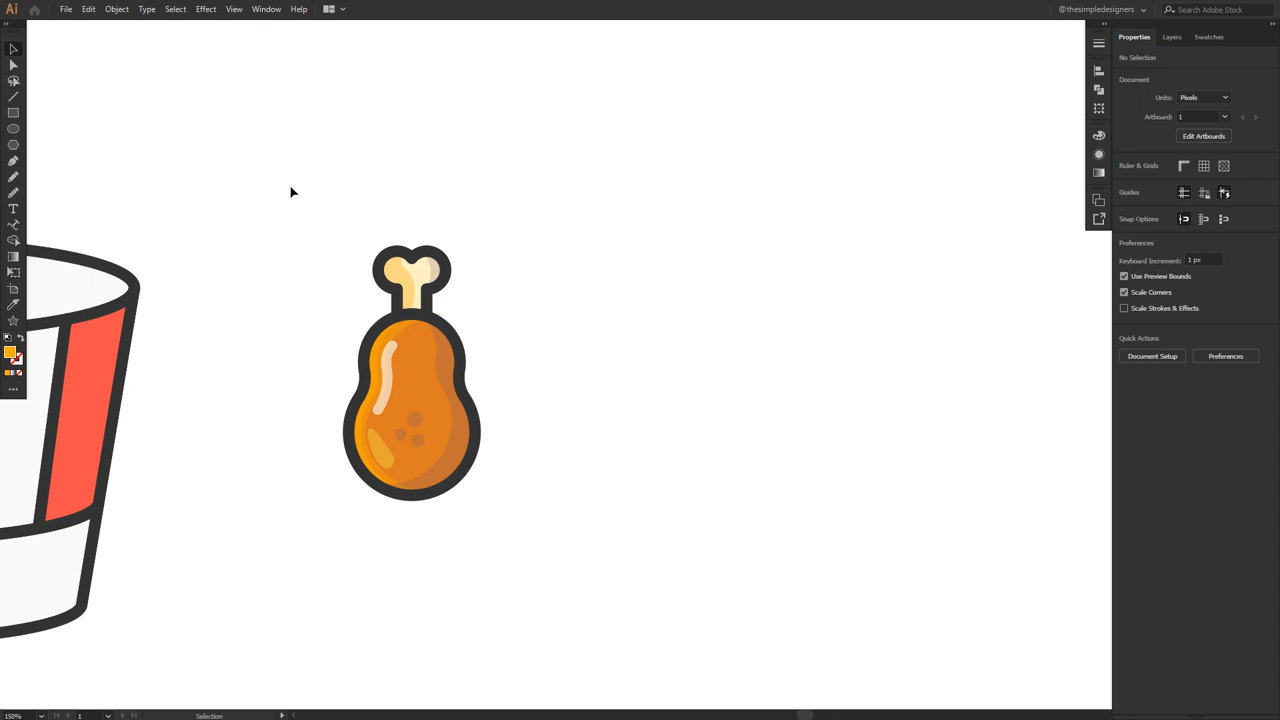 Ai File Edit Object Type Select Effect View Window Help @thesimpledesigners Search Adobe Stock
Properties Layers Swatches
No Selection
Document
Units: Pixels
Artboard: 1
Edit Artboards
Ruler & Grids
Guides
Snap Options
Preferences
Keyboard Increment: 1 px
Use Preview Bounds
Scale Corners
Scale Strokes & Effects
Quick Actions
Document Setup Preferences
150% 1 Selection